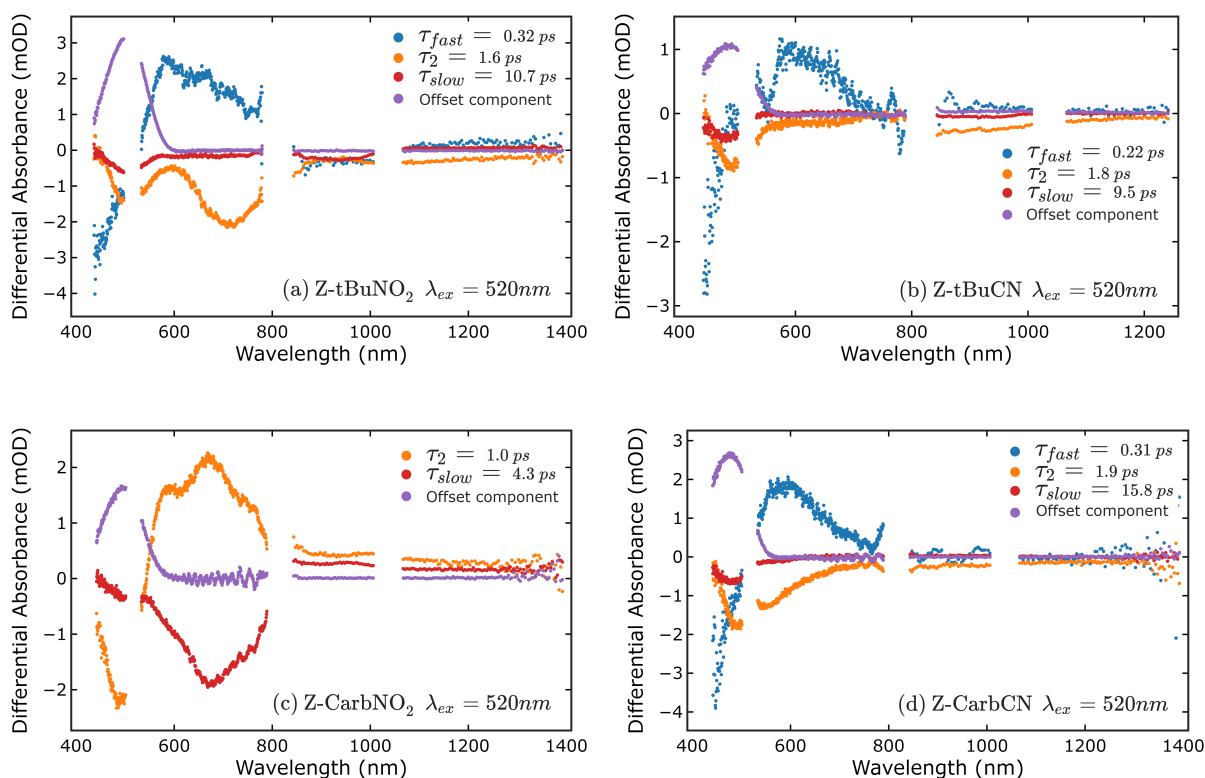 Differential Absorbance (mOD)
3
2
1
0
−1
−2
−3
−4
τfast = 0.32 ps
τ2 = 1.6 ps
τslow = 10.7 ps
Offset component
(a) Z-tBuNO2 λex = 520nm
400 600 800 1000 1200 1400
Wavelength (nm)
Differential Absorbance (mOD)
1
0
−1
−2
−3
τfast = 0.22 ps
τ2 = 1.8 ps
τslow = 9.5 ps
Offset component
(b) Z-tBuCN λex = 520nm
400 600 800 1000 1200
Wavelength (nm)
Differential Absorbance (mOD)
2
1
0
−1
−2
τ2 = 1.0 ps
τslow = 4.3 ps
Offset component
(c) Z-CarbNO2 λex = 520nm
400 600 800 1000 1200 1400
Wavelength (nm)
Differential Absorbance (mOD)
3
2
1
0
−1
−2
−3
−4
τfast = 0.31 ps
τ2 = 1.9 ps
τslow = 15.8 ps
Offset component
(d) Z-CarbCN λex = 520nm
400 600 800 1000 1200 1400
Wavelength (nm)